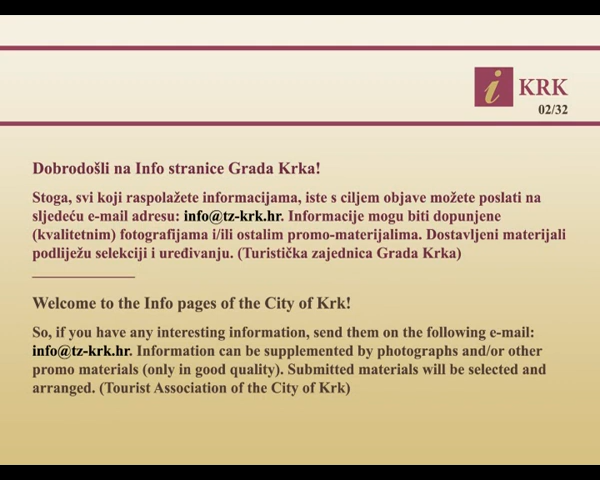 i KRK
02/32
Dobrodošli na Info stranice Grada Krka!
Stoga, svi koji raspolažete informacijama, iste s ciljem objave možete poslati na
sljedeću e-mail adresu: info@tz-krk.hr. Informacije mogu biti dopunjene
(kvalitetnim) fotografijama i/ili ostalim promo-materijalima. Dostavljeni materijali
podliježu selekciji i uređivanju. (Turistička zajednica Grada Krka)
Welcome to the Info pages of the City of Krk!
So, if you have any interesting information, send them on the following e-mail:
info@tz-krk.hr. Information can be supplemented by photographs and/or other
promo materials (only in good quality). Submitted materials will be selected and
arranged. (Tourist Association of the City of Krk)